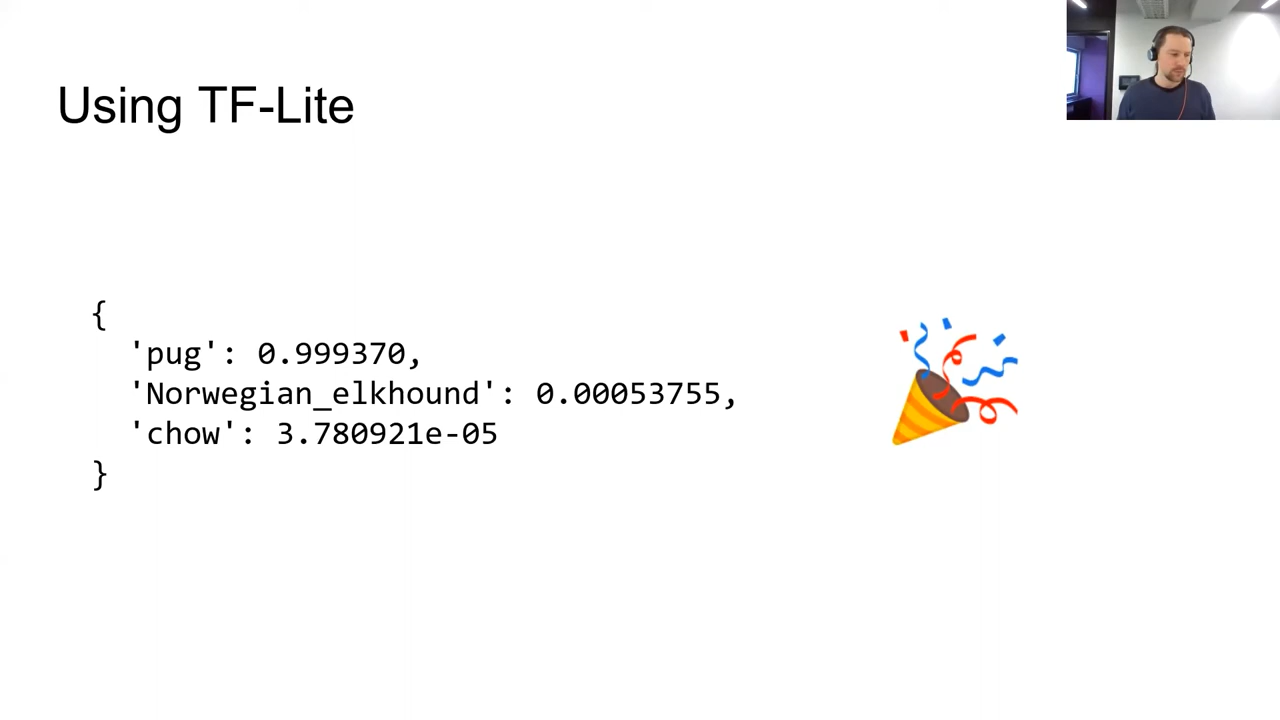 Using TF-Lite
{
'pug': 0.999370,
'Norwegian_elkhound': 0.00053755,
'chow': 3.780921e-05
}